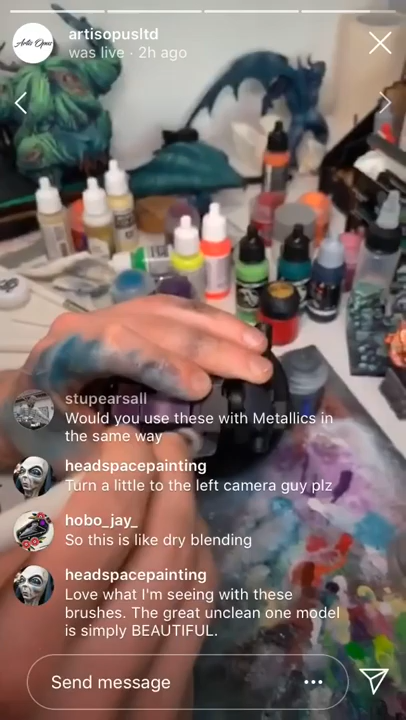 artisopusltd
Artis Opus
was live · 2h ago
stupearsall
Would you use these with Metallics in
the same way
headspacepainting
Turn a little to the left camera guy plz
hobo_jay_
So this is like dry blending
headspacepainting
Love what I'm seeing with these
brushes. The great unclean one model
is simply BEAUTIFUL.
Send message